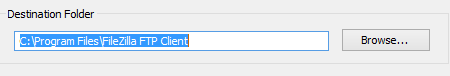 Destination Folder
C:\Program Files\FileZilla FTP Client
Browse...